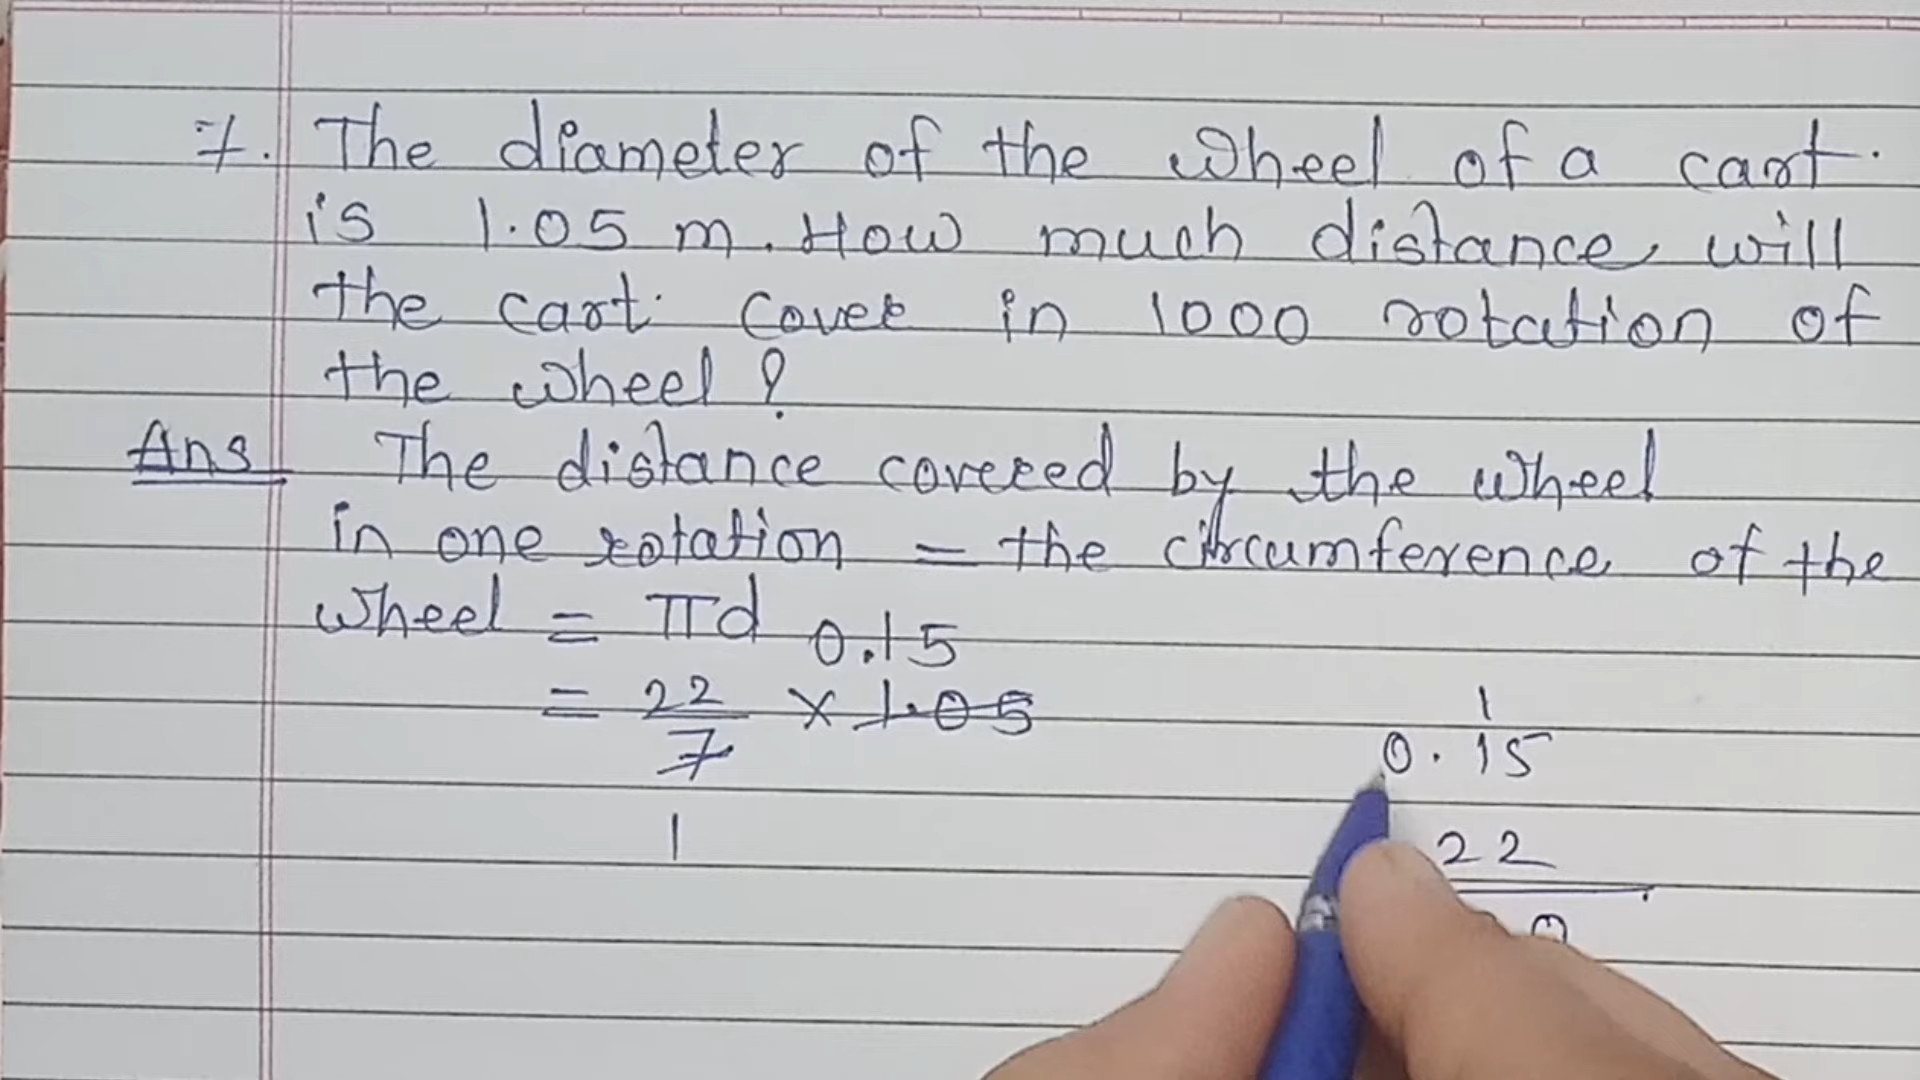 7. The diameter of the wheel of a cart
is 1.05 m. How much distance will
the cart cover in 1000 rotation of
the wheel?
Ans The distance covered by the wheel
in one rotation = the circumference of the
wheel = πd
0.15
= 22/7 × 1.05
1
1
0.15
22
0